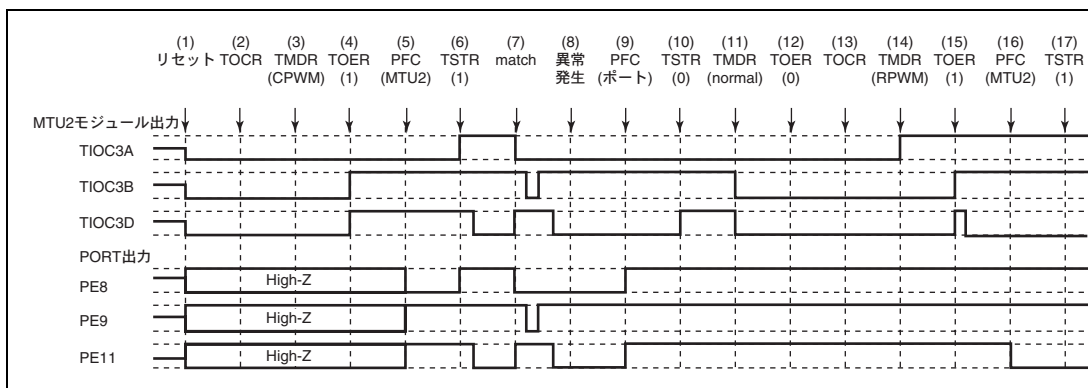 (1) (2) (3) (4) (5) (6) (7) (8) (9) (10) (11) (12) (13) (14) (15) (16) (17)
リセット TOCR TMDR TOER PFC TSTR match 異常 PFC TSTR TMDR TOER TOCR TMDR TOER PFC TSTR
(CPWM) (1) (MTU2) (1) 発生 (ポート) (0) (normal) (0) (RPWM) (1) (MTU2) (1)
MTU2モジュール出力
TIOC3A
TIOC3B
TIOC3D
PORT出力
PE8 High-Z
PE9 High-Z
PE11 High-Z